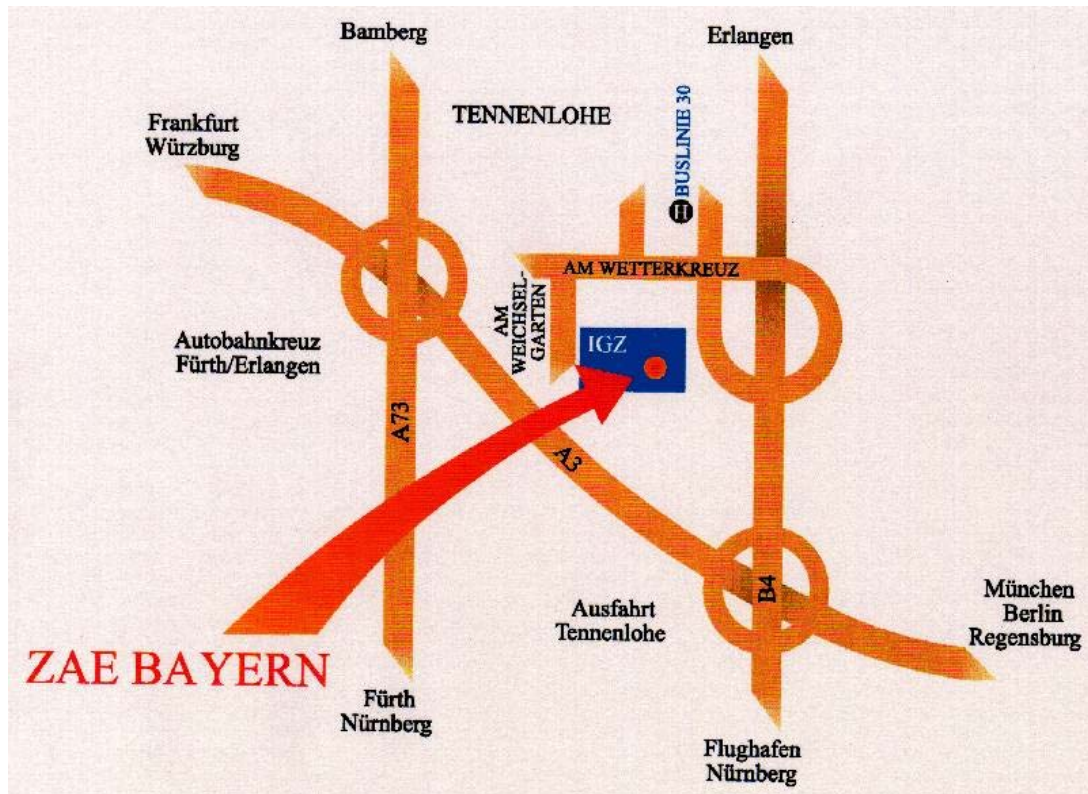 Bamberg
Erlangen
Frankfurt
Würzburg
TENNENLOHE
BUSLINIE 30
H
AM WETTERKREUZ
AM
WEICHSEL-
GARTEN
IGZ
Autobahnkreuz
Fürth/Erlangen
A73
A3
B4
Ausfahrt
Tennenlohe
München
Berlin
Regensburg
ZAE BAYERN
Fürth
Nürnberg
Flughafen
Nürnberg